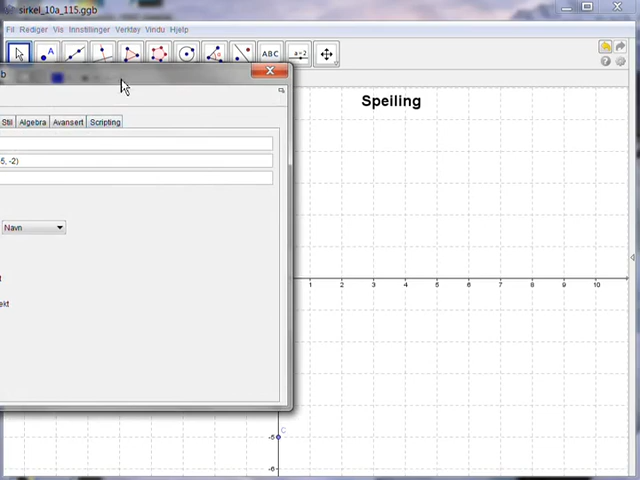 sirkel_10a_115.ggb
Fil Rediger Vis Innstillinger Verktøy Vindu Hjelp
A
ABC
a=2
b
Speiling
Stil Algebra Avansert Scripting
5, -2)
Navn
1 2 3 4 5 6 7 8 9 10
t
ekt
C
-5
-6